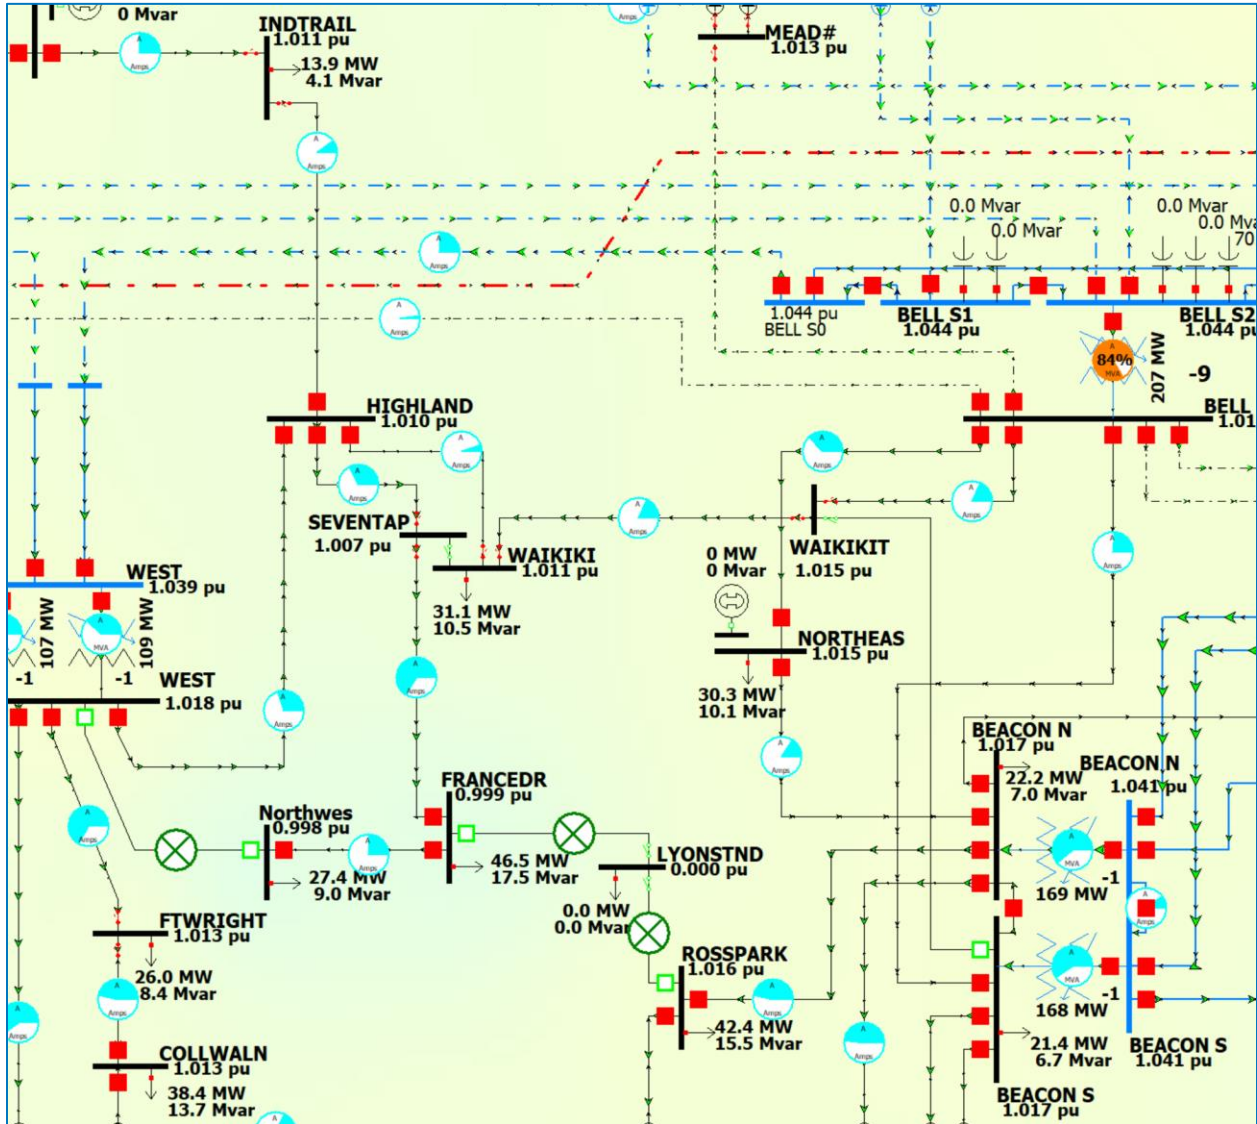 0 Mvar
INDTRAIL
1.011 pu
13.9 MW
4.1 Mvar
MEAD#
1.013 pu
A
Amps
0.0 Mvar
0.0 Mvar
0.0 Mvar
0.0 Mva
70
1.044 pu
BELL S0
BELL S1
1.044 pu
BELL S2
1.044 pu
84%
MVA
207 MW
-9
HIGHLAND
1.010 pu
BELL
1.01
SEVENTAP
1.007 pu
WAIKIKI
1.011 pu
31.1 MW
10.5 Mvar
WAIKIKIT
1.015 pu
0 MW
0 Mvar
NORTHEAS
1.015 pu
30.3 MW
10.1 Mvar
WEST
1.039 pu
107 MW
109 MW
-1
-1
WEST
1.018 pu
BEACON N
1.017 pu
22.2 MW
7.0 Mvar
BEACON N
1.041 pu
FRANCEDR
0.999 pu
Northwes
0.998 pu
27.4 MW
9.0 Mvar
46.5 MW
17.5 Mvar
LYONSTND
0.000 pu
0.0 MW
0.0 Mvar
169 MW
-1
FTWRIGHT
1.013 pu
26.0 MW
8.4 Mvar
ROSSPARK
1.016 pu
42.4 MW
15.5 Mvar
168 MW
-1
21.4 MW
6.7 Mvar
BEACON S
1.041 pu
BEACON S
1.017 pu
COLLWALN
1.013 pu
38.4 MW
13.7 Mvar